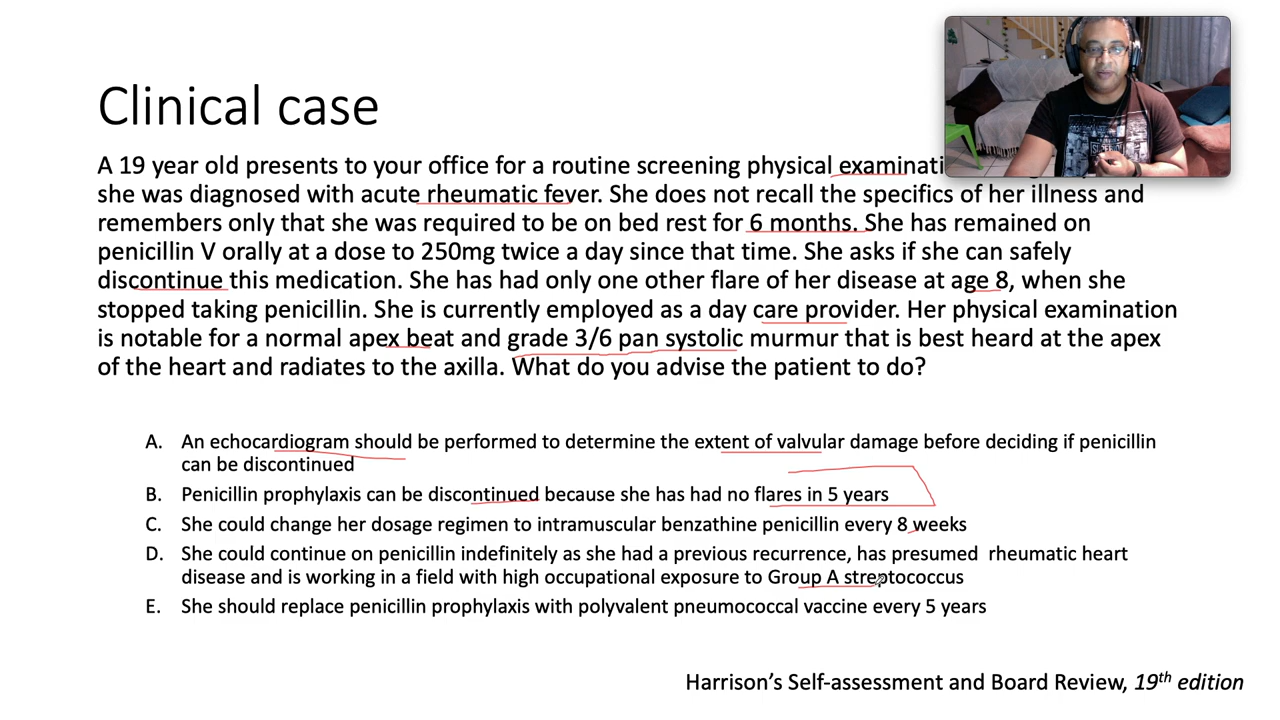 Clinical case
A 19 year old presents to your office for a routine screening physical examinati
she was diagnosed with acute rheumatic fever. She does not recall the specifics of her illness and
remembers only that she was required to be on bed rest for 6 months. She has remained on
penicillin V orally at a dose to 250mg twice a day since that time. She asks if she can safely
discontinue this medication. She has had only one other flare of her disease at age 8, when she
stopped taking penicillin. She is currently employed as a day care provider. Her physical examination
is notable for a normal apex beat and grade 3/6 pan systolic murmur that is best heard at the apex
of the heart and radiates to the axilla. What do you advise the patient to do?
A. An echocardiogram should be performed to determine the extent of valvular damage before deciding if penicillin
can be discontinued
B. Penicillin prophylaxis can be discontinued because she has had no flares in 5 years
C. She could change her dosage regimen to intramuscular benzathine penicillin every 8 weeks
D. She could continue on penicillin indefinitely as she had a previous recurrence, has presumed rheumatic heart
disease and is working in a field with high occupational exposure to Group A streptococcus
E. She should replace penicillin prophylaxis with polyvalent pneumococcal vaccine every 5 years
Harrison's Self-assessment and Board Review, 19th edition